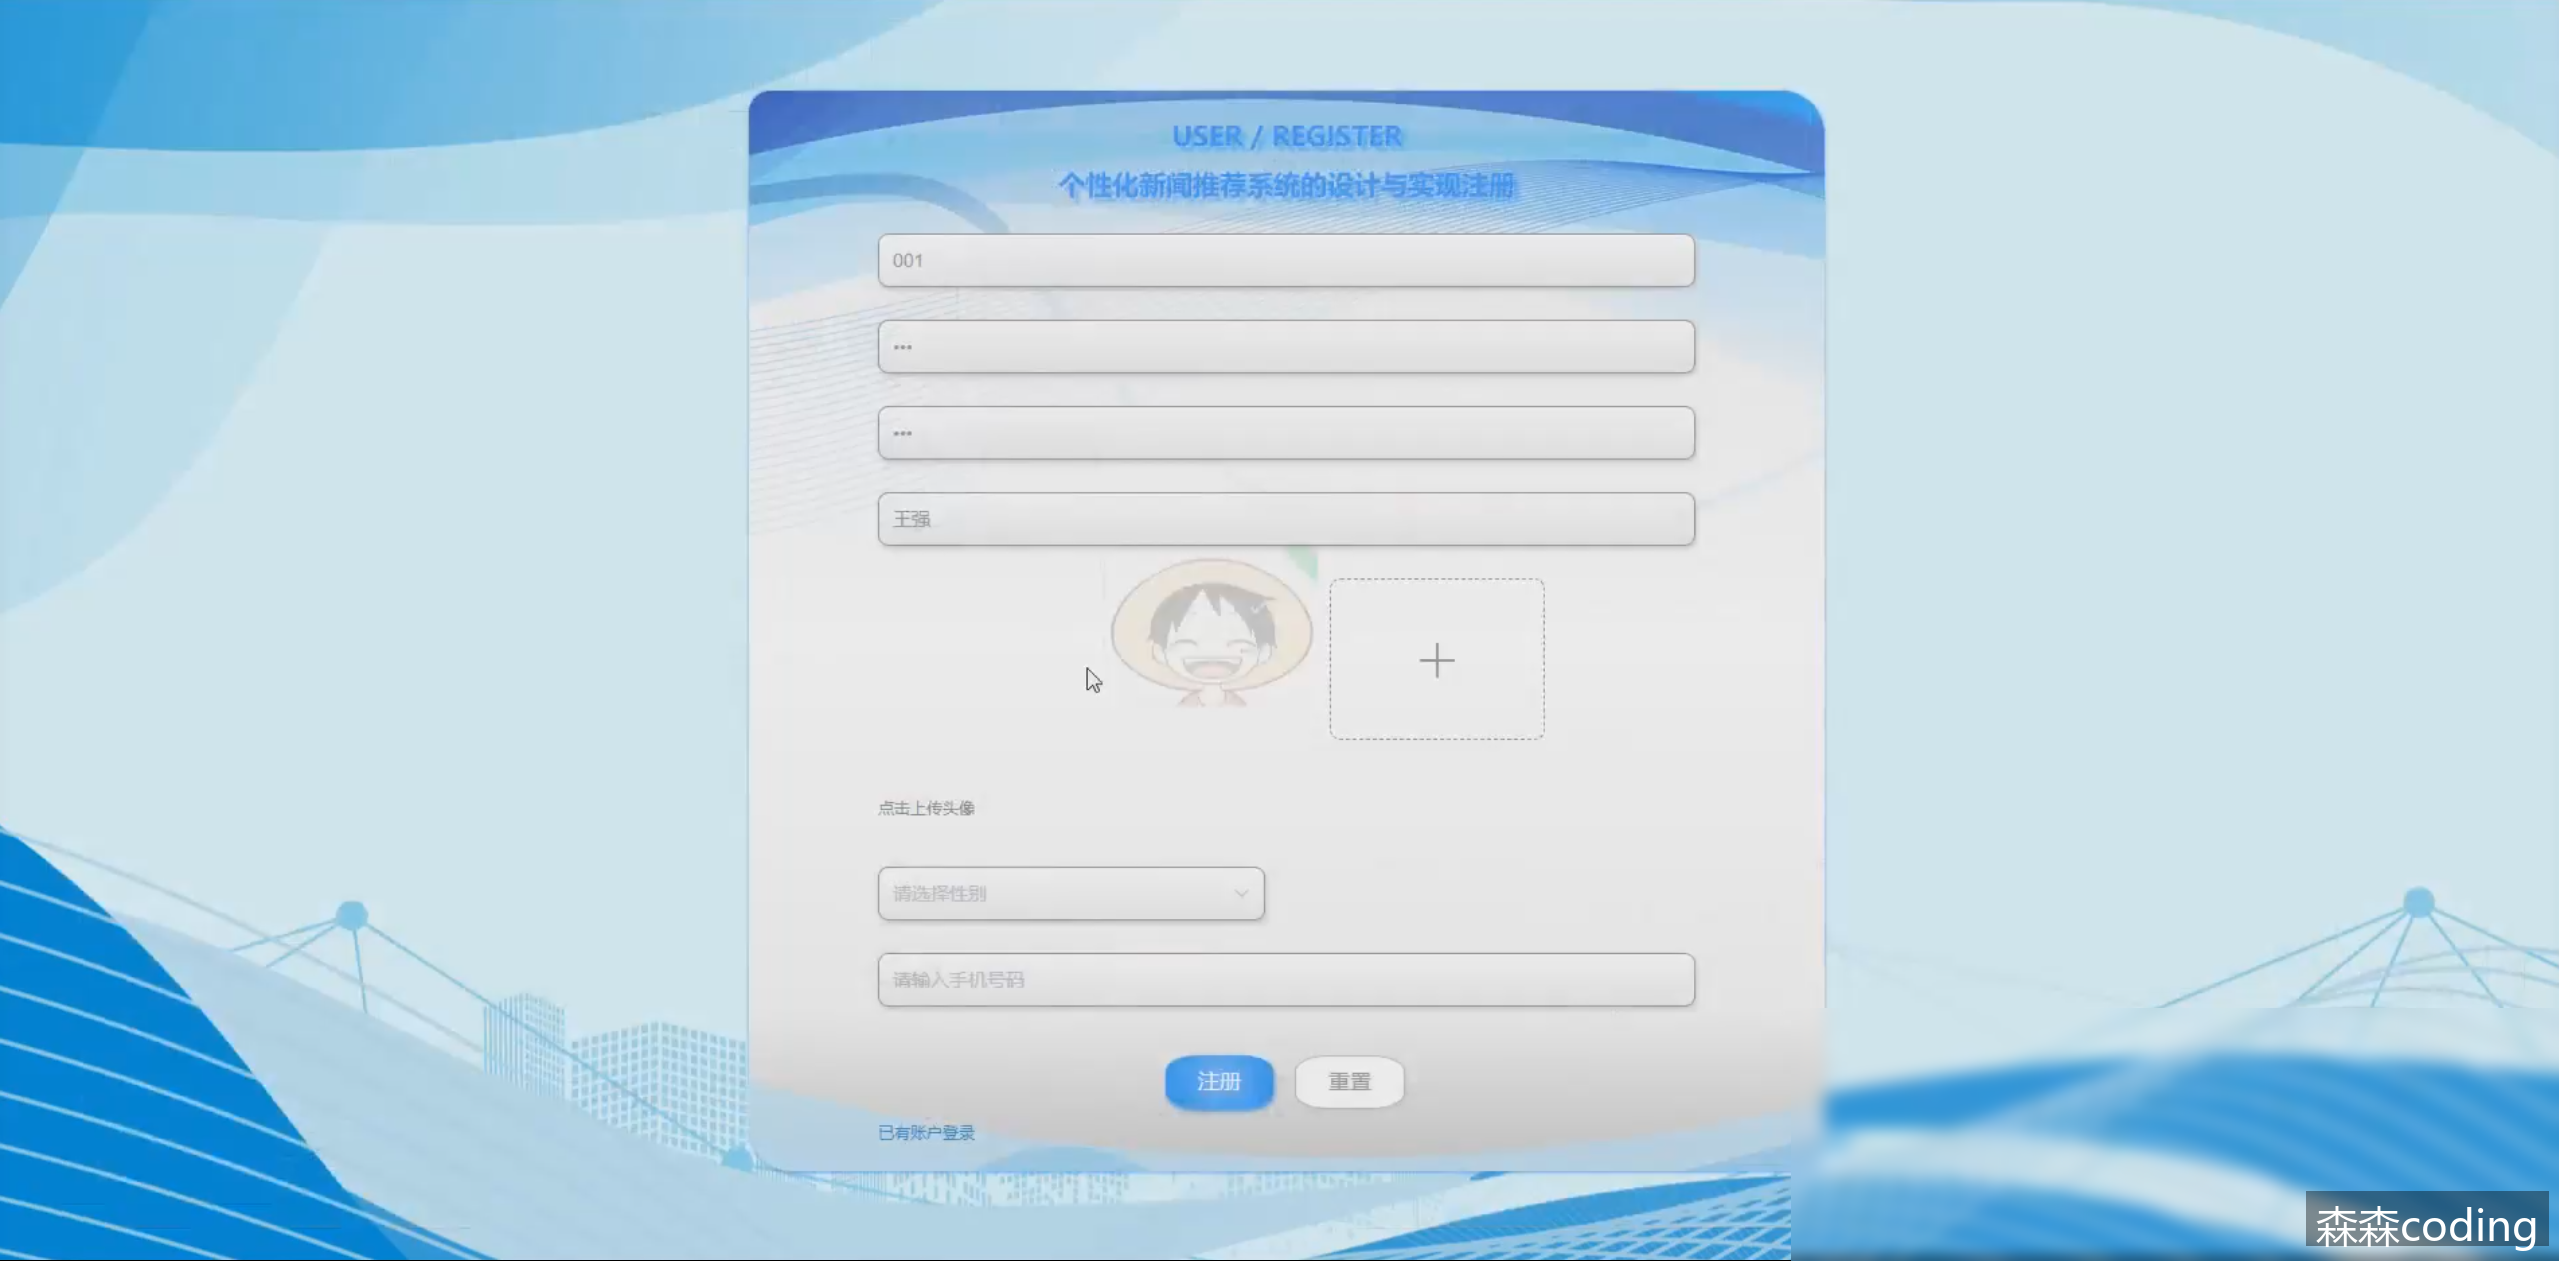 USER / REGISTER
个性化新闻推荐系统的设计与实现注册
001
•••
•••
王强
点击上传头像
请选择性别
请输入手机号码
注册
重置
已有账户登录
森森coding